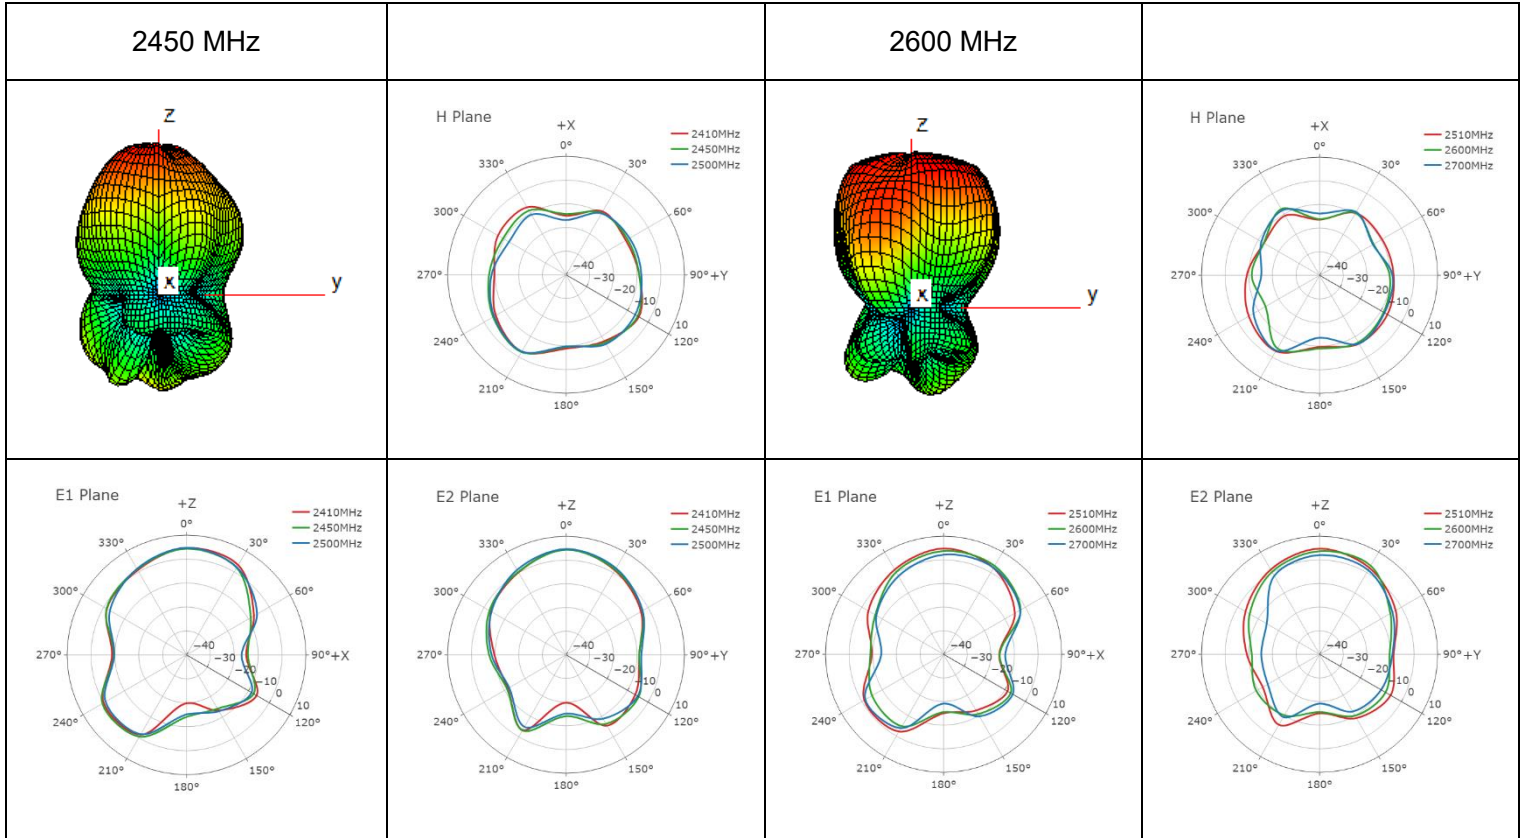 2450 MHz
2600 MHz
Z
x
y
H Plane
+X
0°
30°
60°
90°+Y
120°
150°
180°
210°
240°
270°
300°
330°
−40
−30
−20
−10
0
10
2410MHz
2450MHz
2500MHz
Z
x
y
H Plane
+X
0°
30°
60°
90°+Y
120°
150°
180°
210°
240°
270°
300°
330°
−40
−30
−20
−10
0
10
2510MHz
2600MHz
2700MHz
E1 Plane
+Z
0°
30°
60°
90°+X
120°
150°
180°
210°
240°
270°
300°
330°
−40
−30
−20
−10
0
10
2410MHz
2450MHz
2500MHz
E2 Plane
+Z
0°
30°
60°
90°+Y
120°
150°
180°
210°
240°
270°
300°
330°
−40
−30
−20
−10
0
10
2410MHz
2450MHz
2500MHz
E1 Plane
+Z
0°
30°
60°
90°+X
120°
150°
180°
210°
240°
270°
300°
330°
−40
−30
−20
−10
0
10
2510MHz
2600MHz
2700MHz
E2 Plane
+Z
0°
30°
60°
90°+Y
120°
150°
180°
210°
240°
270°
300°
330°
−40
−30
−20
−10
0
10
2510MHz
2600MHz
2700MHz